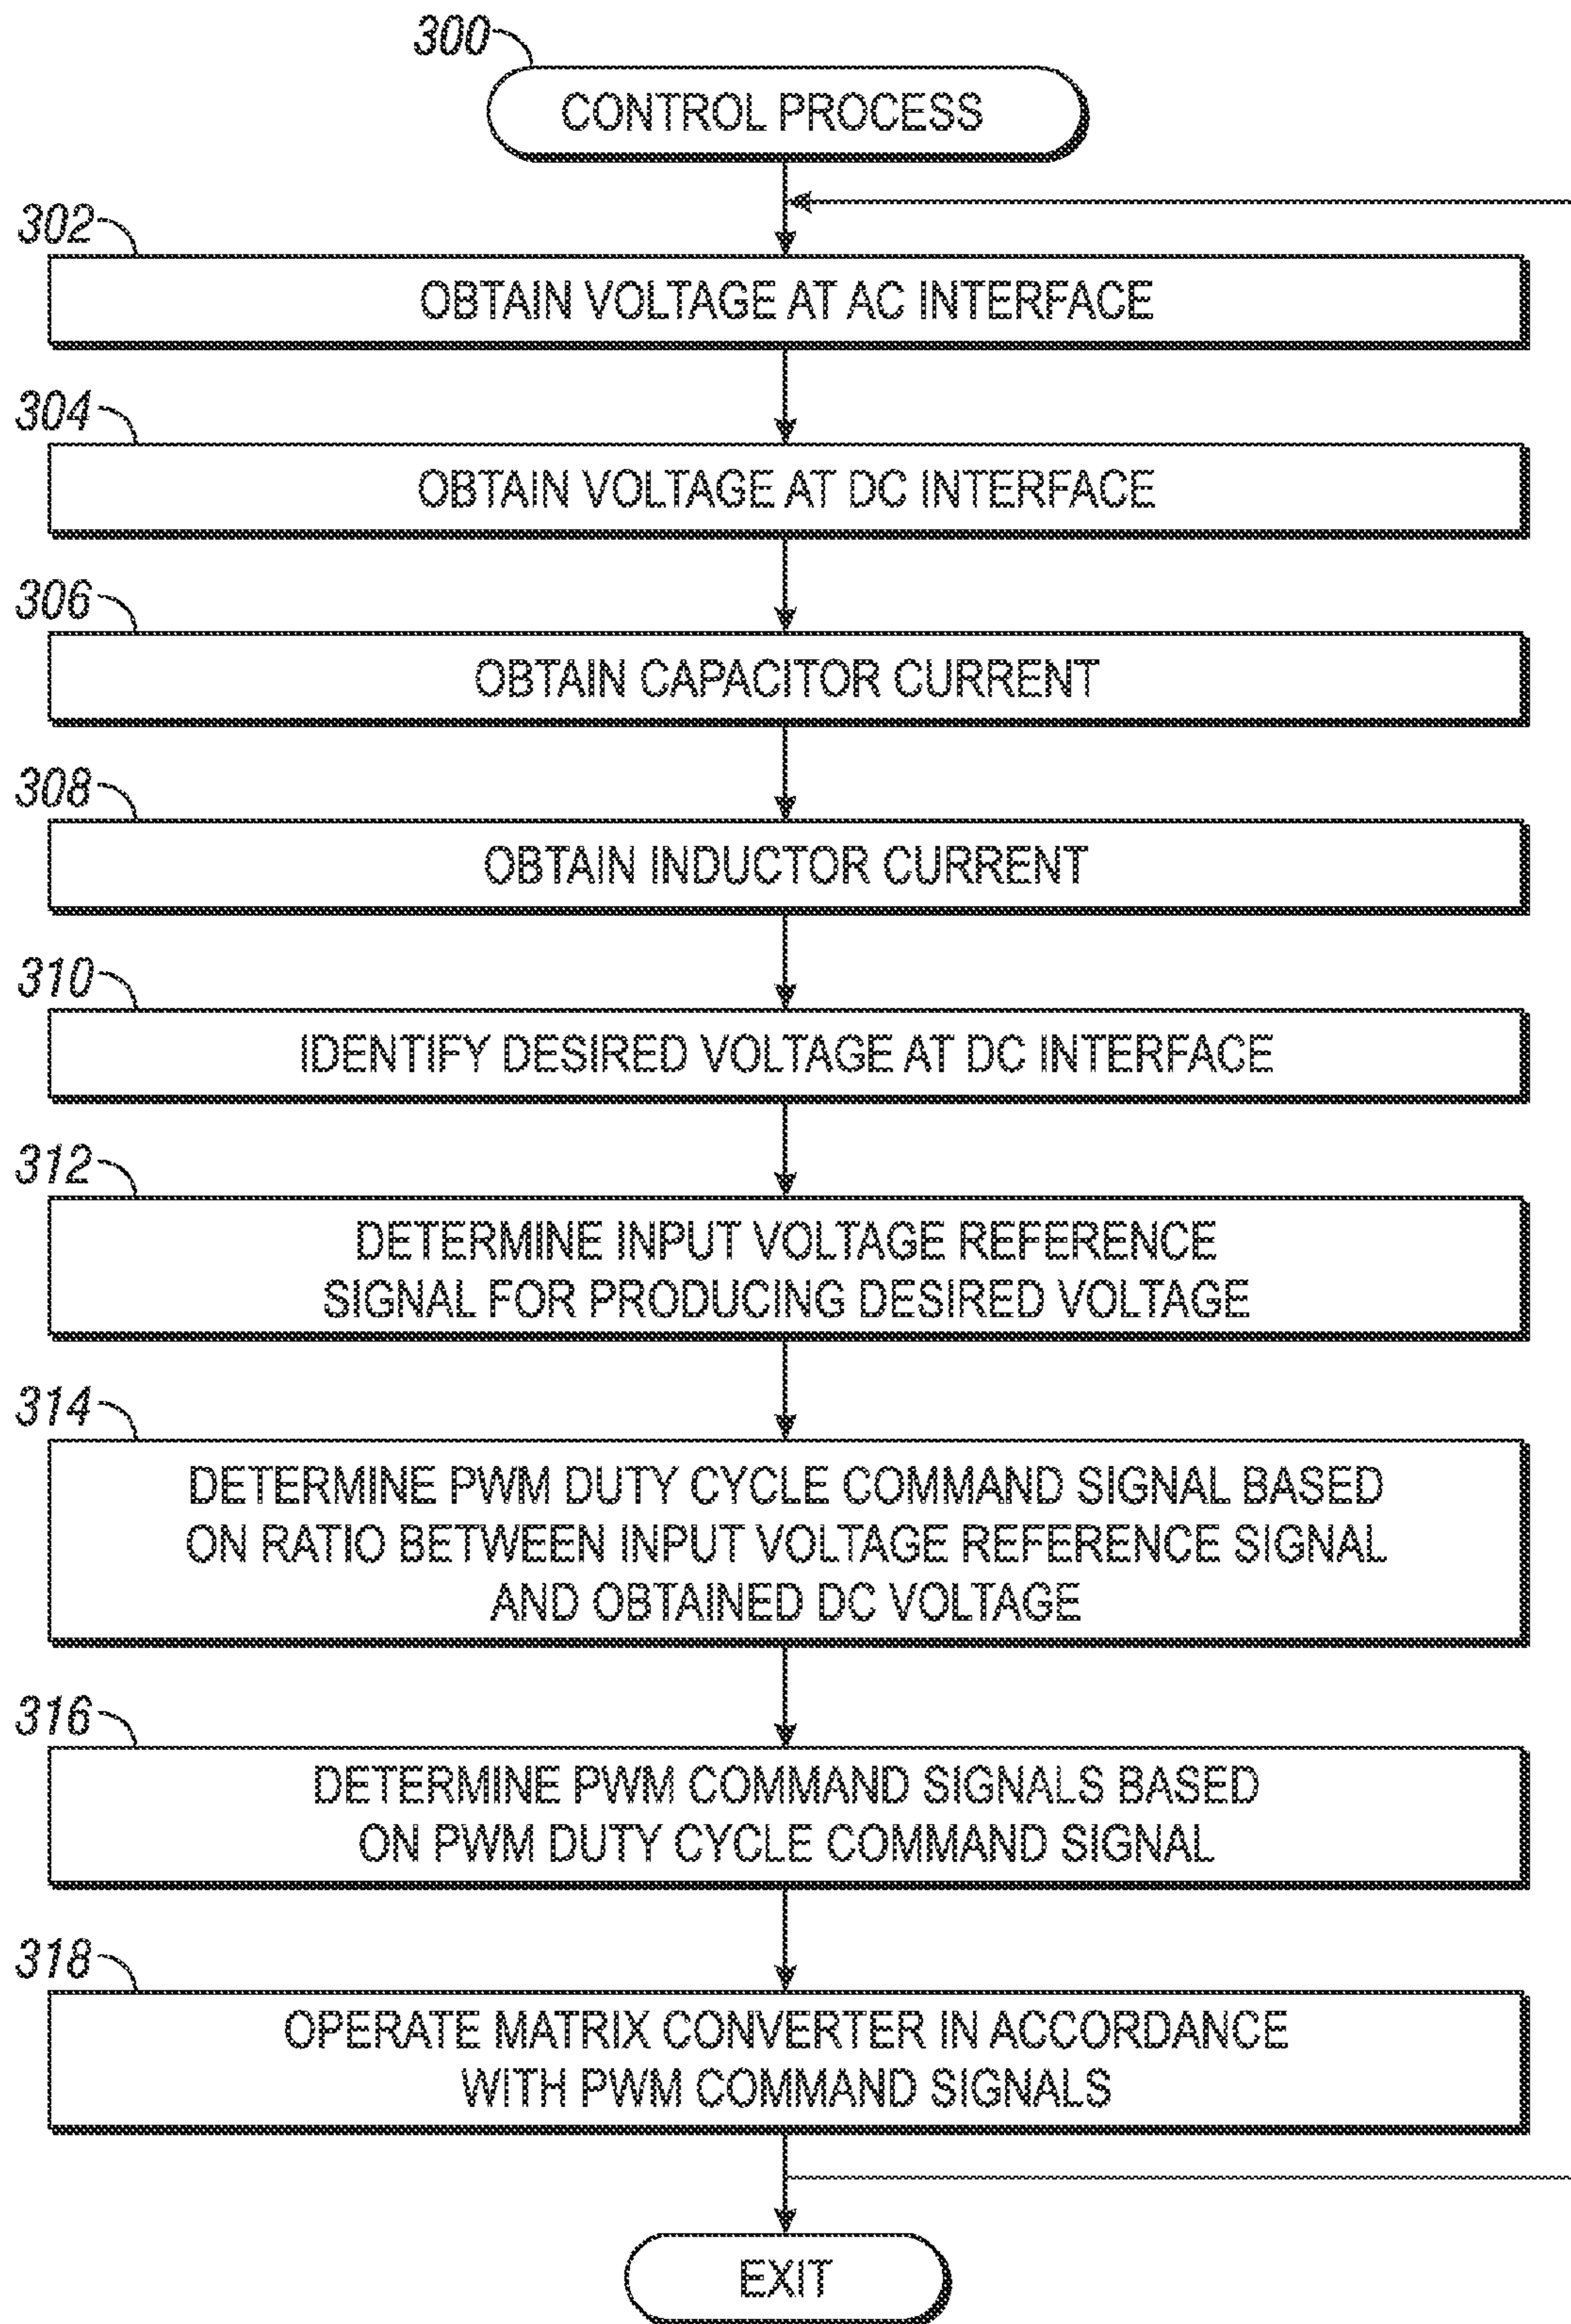 300
CONTROL PROCESS
302
OBTAIN VOLTAGE AT AC INTERFACE
304
OBTAIN VOLTAGE AT DC INTERFACE
306
OBTAIN CAPACITOR CURRENT
308
OBTAIN INDUCTOR CURRENT
310
IDENTIFY DESIRED VOLTAGE AT DC INTERFACE
312
DETERMINE INPUT VOLTAGE REFERENCE
SIGNAL FOR PRODUCING DESIRED VOLTAGE
314
DETERMINE PWM DUTY CYCLE COMMAND SIGNAL BASED
ON RATIO BETWEEN INPUT VOLTAGE REFERENCE SIGNAL
AND OBTAINED DC VOLTAGE
316
DETERMINE PWM COMMAND SIGNALS BASED
ON PWM DUTY CYCLE COMMAND SIGNAL
318
OPERATE MATRIX CONVERTER IN ACCORDANCE
WITH PWM COMMAND SIGNALS
EXIT